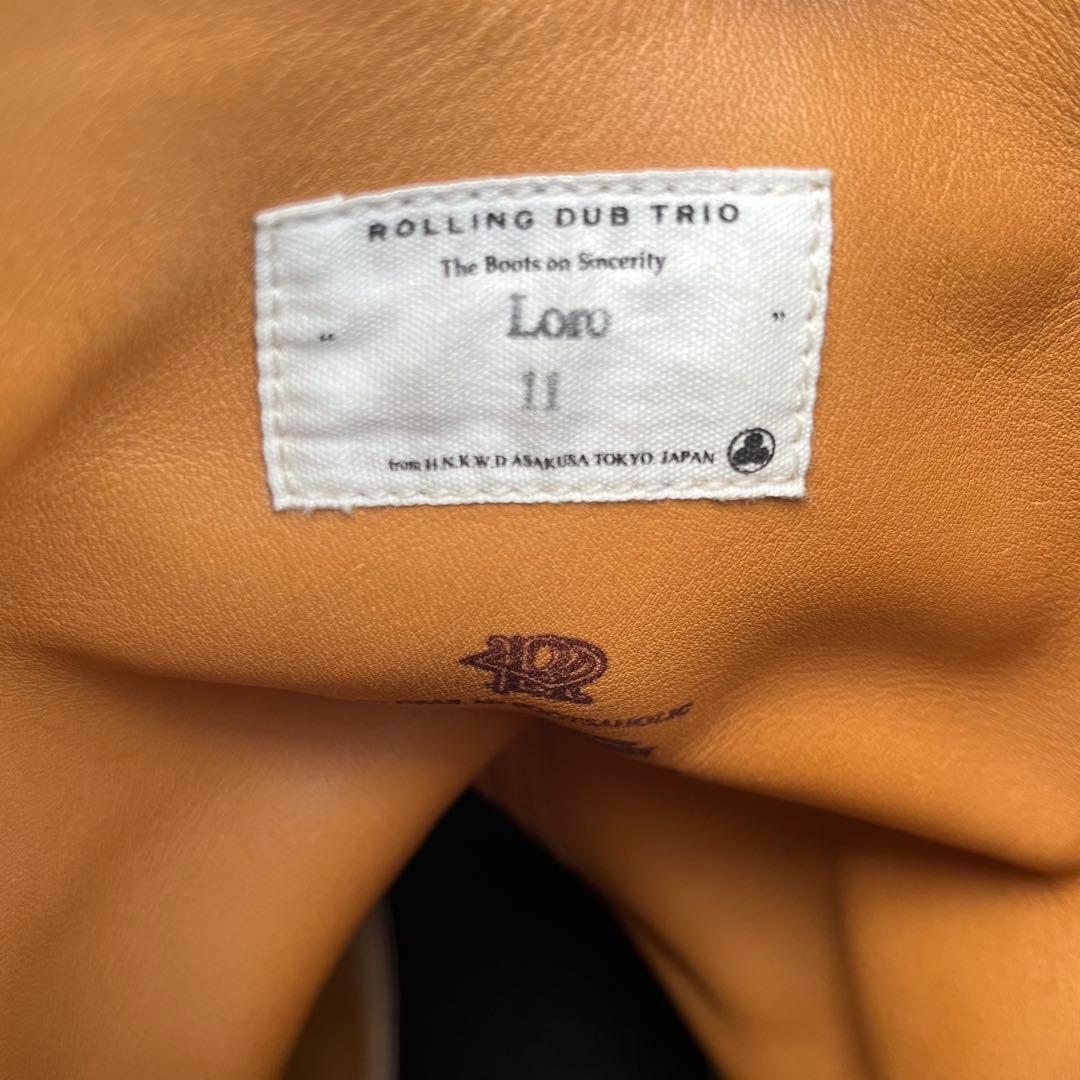 ROLLING DUB TRIO
The Boots on Sincerity
“ Loro ”
11
from H.N.K.W.D ASAKUSA TOKYO JAPAN